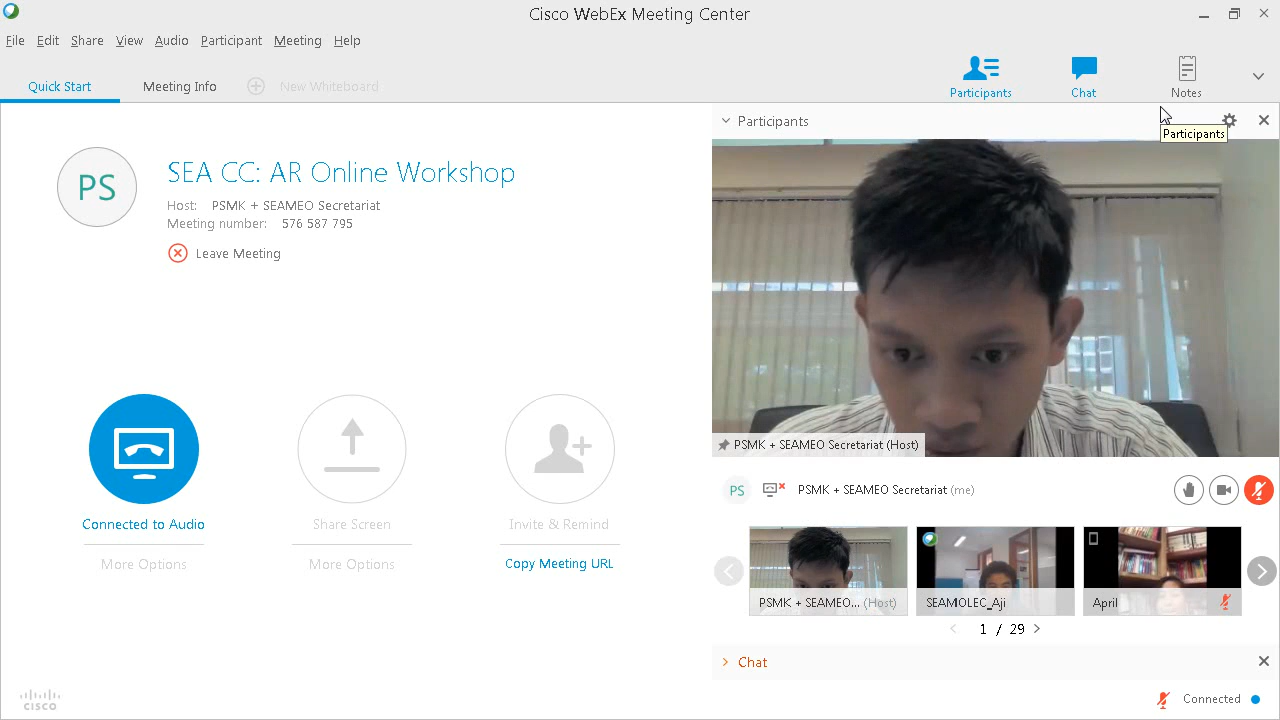 Cisco WebEx Meeting Center
File Edit Share View Audio Participant Meeting Help
Quick Start Meeting Info New Whiteboard
Participants Chat Notes
Participants
Participants
PS
SEA CC: AR Online Workshop
Host: PSMK + SEAMEO Secretariat
Meeting number: 576 587 795
Leave Meeting
Connected to Audio
More Options
Share Screen
More Options
Invite & Remind
Copy Meeting URL
PSMK + SEAMEO Secretariat (Host)
PS PSMK + SEAMEO Secretariat (me)
PSMK + SEAMEO... (Host) SEAMOLEC_Aji April
1 / 29
Chat
Connected
CISCO